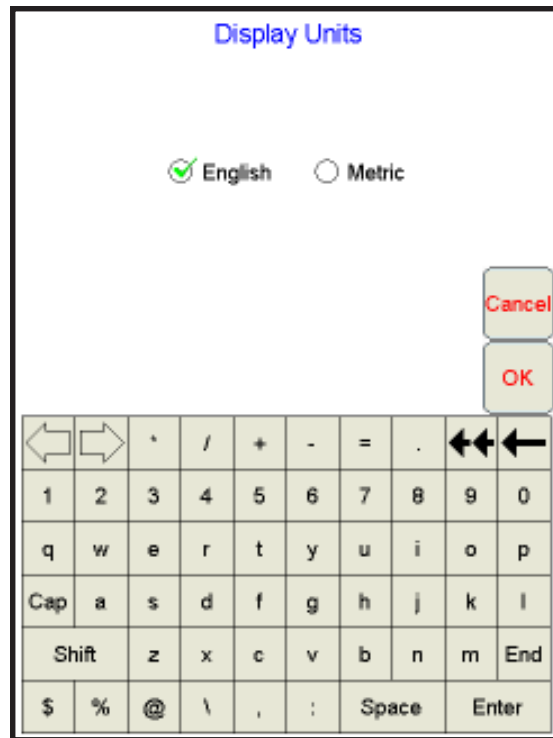 Display Units
English Metric
Cancel
OK
* / + - = .
1 2 3 4 5 6 7 8 9 0
q w e r t y u i o p
Cap a s d f g h j k l
Shift z x c v b n m End
$ % @ \ , : Space Enter